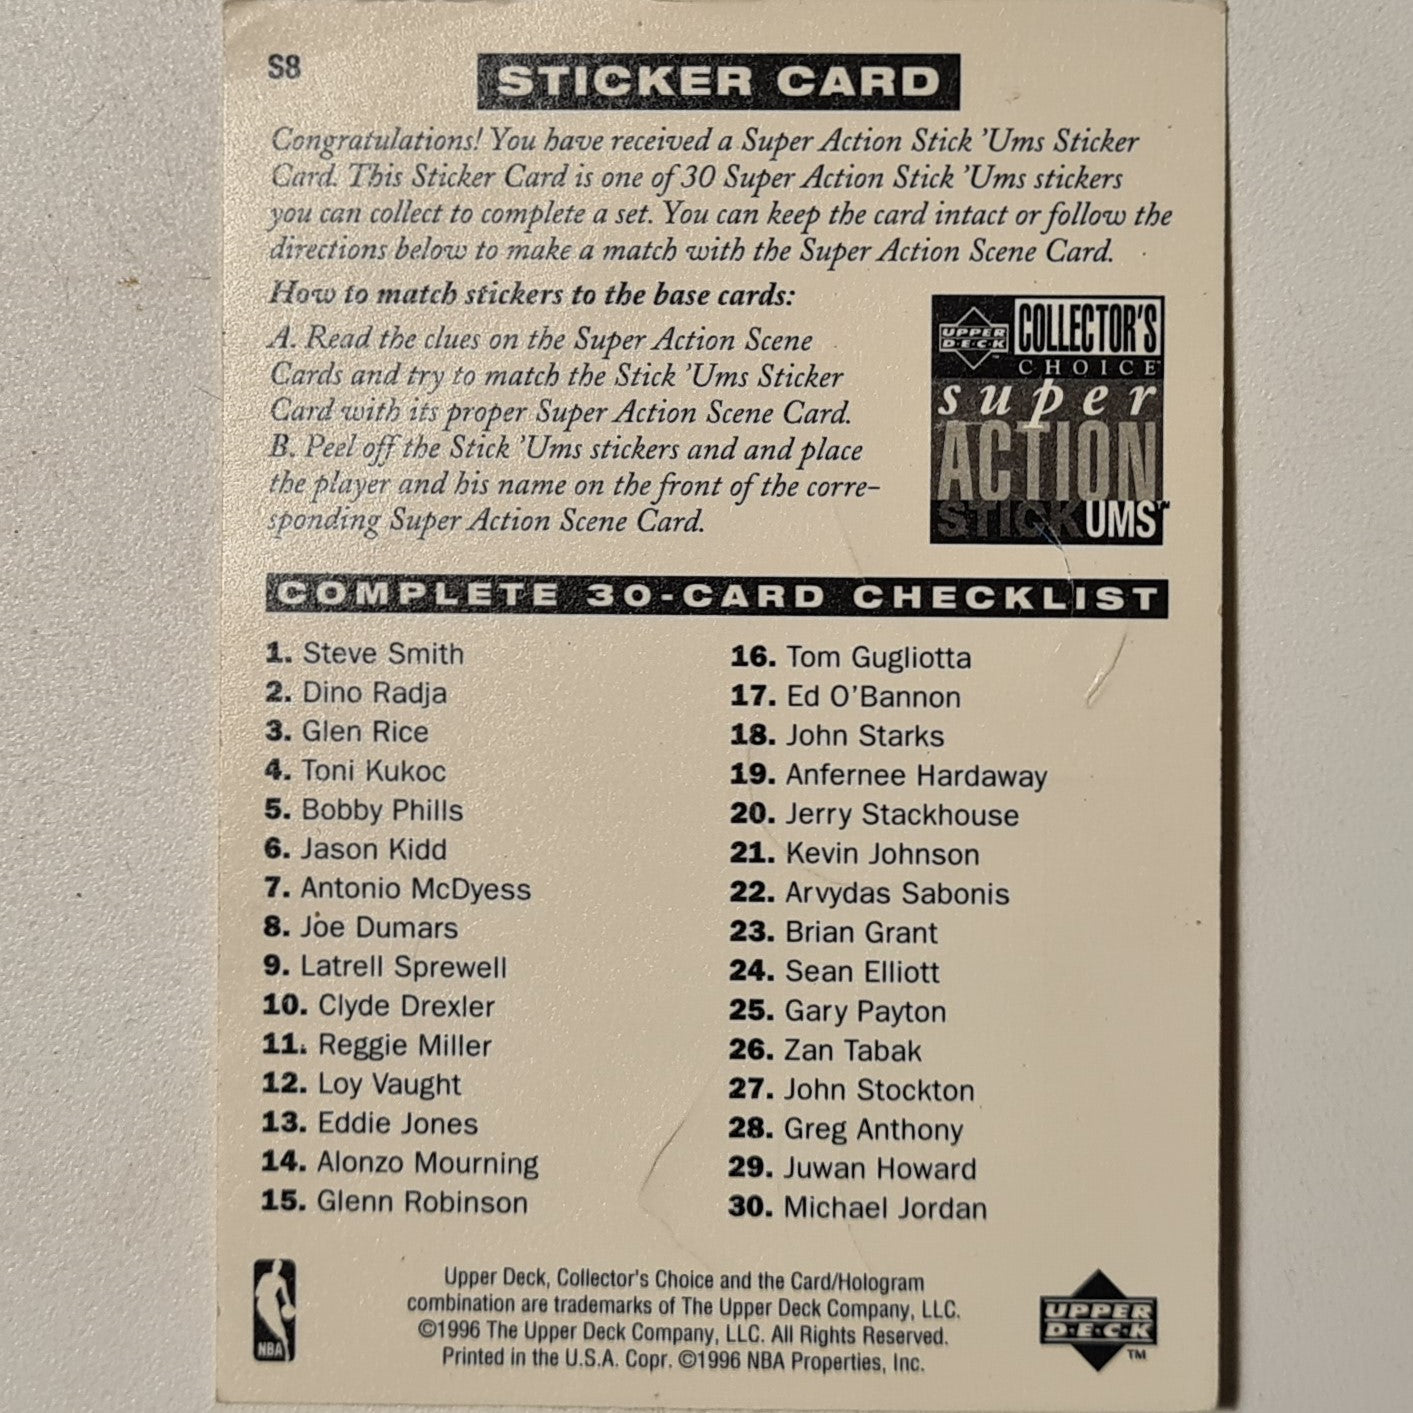 S8
STICKER CARD
Congratulations! You have received a Super Action Stick 'Ums Sticker
Card. This Sticker Card is one of 30 Super Action Stick 'Ums stickers
you can collect to complete a set. You can keep the card intact or follow the
directions below to make a match with the Super Action Scene Card.
How to match stickers to the base cards:
A. Read the clues on the Super Action Scene
Cards and try to match the Stick 'Ums Sticker
Card with its proper Super Action Scene Card.
B. Peel off the Stick 'Ums stickers and and place
the player and his name on the front of the corre-
sponding Super Action Scene Card.
UPPER
D·E·C·K
COLLECTOR'S
CHOICE
super
ACTION
STICKUMS™
COMPLETE 30-CARD CHECKLIST
1. Steve Smith
2. Dino Radja
3. Glen Rice
4. Toni Kukoc
5. Bobby Phills
6. Jason Kidd
7. Antonio McDyess
8. Joe Dumars
9. Latrell Sprewell
10. Clyde Drexler
11. Reggie Miller
12. Loy Vaught
13. Eddie Jones
14. Alonzo Mourning
15. Glenn Robinson
16. Tom Gugliotta
17. Ed O'Bannon
18. John Starks
19. Anfernee Hardaway
20. Jerry Stackhouse
21. Kevin Johnson
22. Arvydas Sabonis
23. Brian Grant
24. Sean Elliott
25. Gary Payton
26. Zan Tabak
27. John Stockton
28. Greg Anthony
29. Juwan Howard
30. Michael Jordan
NBA
Upper Deck, Collector's Choice and the Card/Hologram
combination are trademarks of The Upper Deck Company, LLC.
©1996 The Upper Deck Company, LLC. All Rights Reserved.
Printed in the U.S.A. Copr. ©1996 NBA Properties, Inc.
UPPER
D·E·C·K
™